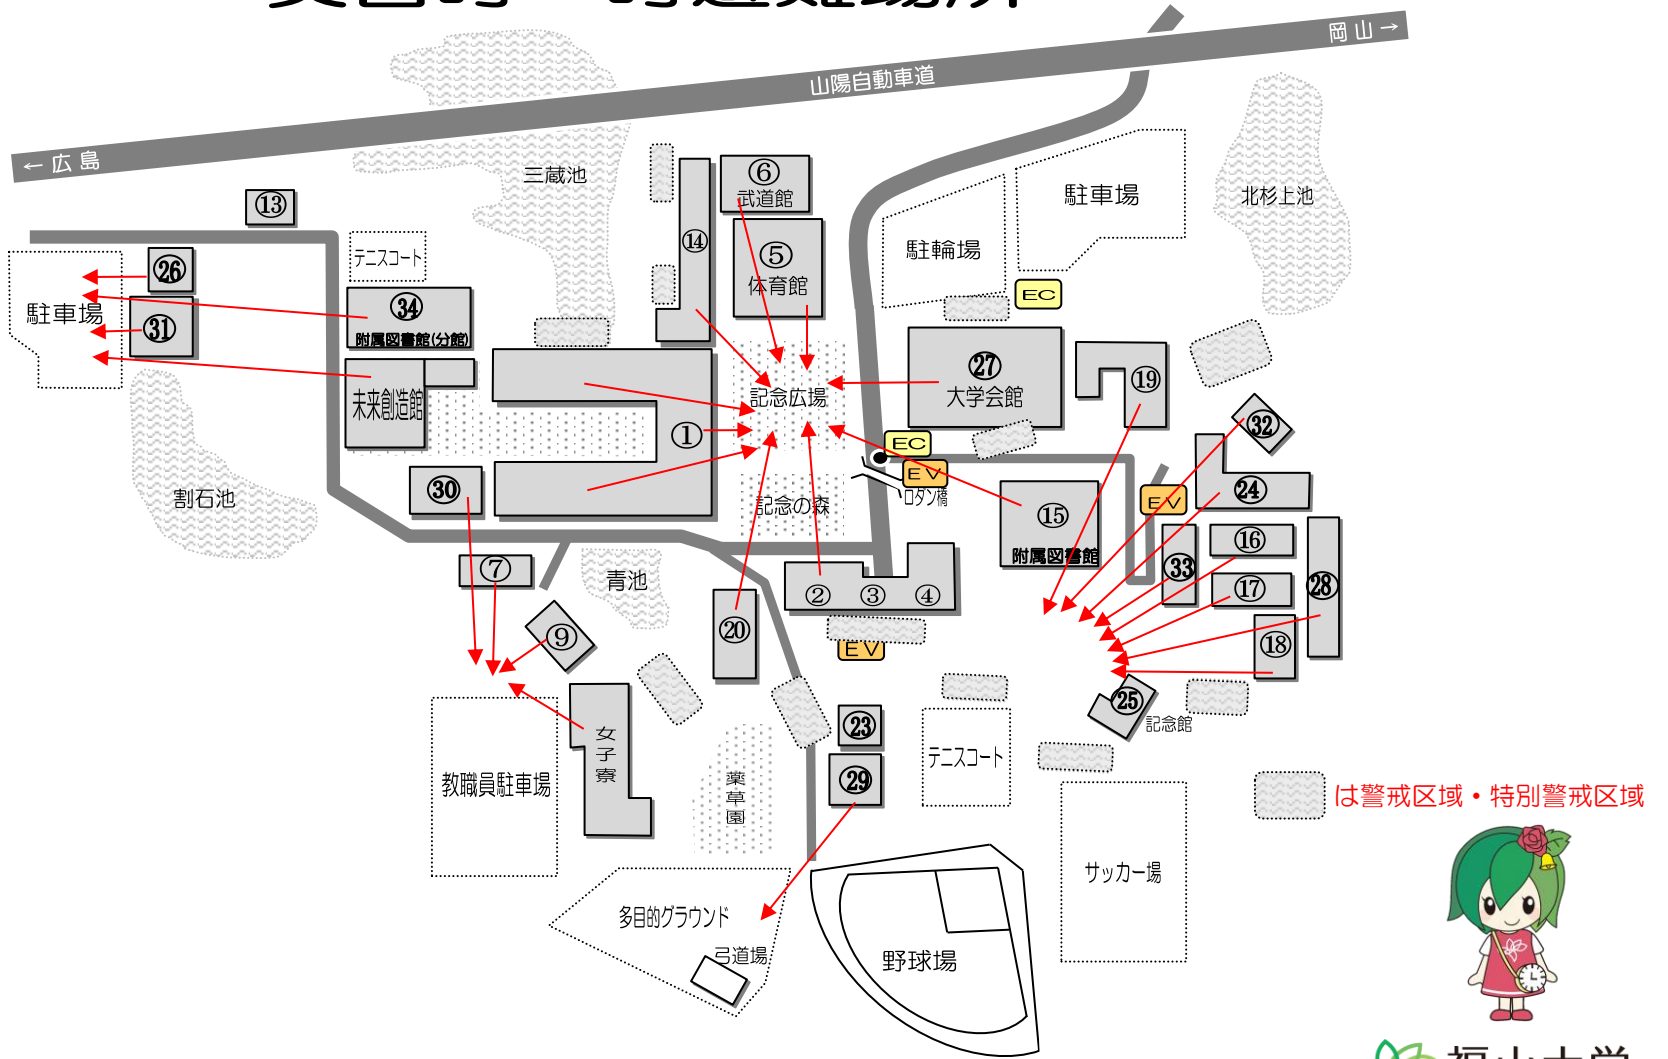 岡山→
山陽自動車道
←広島
三蔵池
⑥
武道館
駐車場
北杉上池
⑬
⑭
⑤
体育館
駐輪場
テニスコート
㉖
駐車場
㉛
㉞
附属図書館(分館)
EC
㉗
大学会館
⑲
未来創造館
記念広場
①
EC
EV
ロダン橋
㉜
㉚
割石池
記念の森
⑮
附属図書館
EV
㉔
⑯
㉝
⑰
㉘
⑱
⑦
青池
②
③
④
⑨
⑳
EV
㉕
記念館
女子寮
㉓
テニスコート
教職員駐車場
薬草園
㉙
は警戒区域・特別警戒区域
サッカー場
多目的グラウンド
弓道場
野球場
福山大学